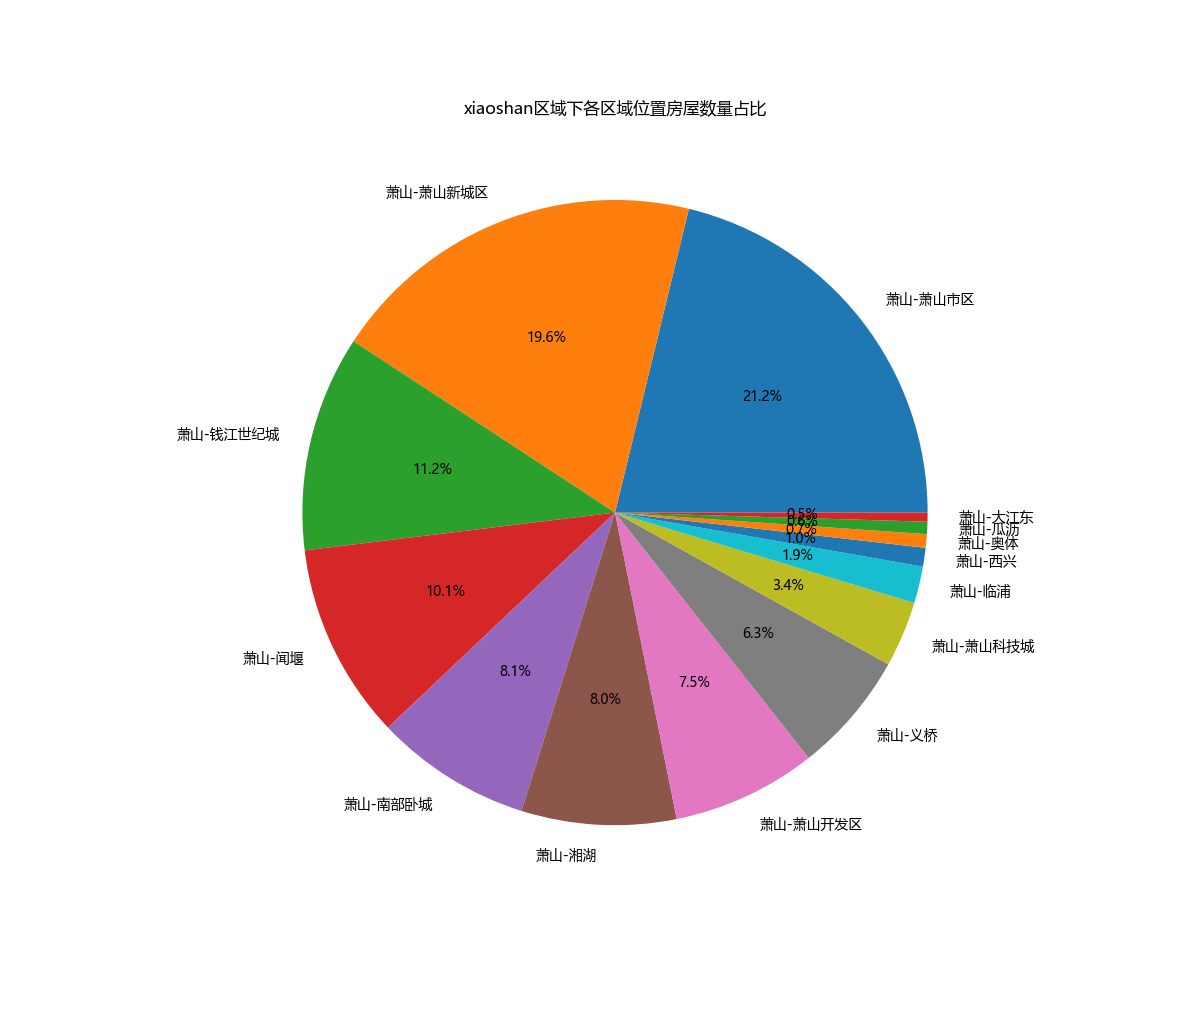 xiaoshan区域下各区域位置房屋数量占比
萧山-萧山新城区
萧山-萧山市区
19.6%
21.2%
萧山-钱江世纪城
11.2%
0.5%
萧山-大江东
0.6%
萧山-瓜沥
0.7%
萧山-奥体
1.0%
萧山-西兴
1.9%
萧山-临浦
3.4%
10.1%
萧山-萧山科技城
6.3%
萧山-闻堰
8.1%
7.5%
8.0%
萧山-义桥
萧山-南部卧城
萧山-萧山开发区
萧山-湘湖